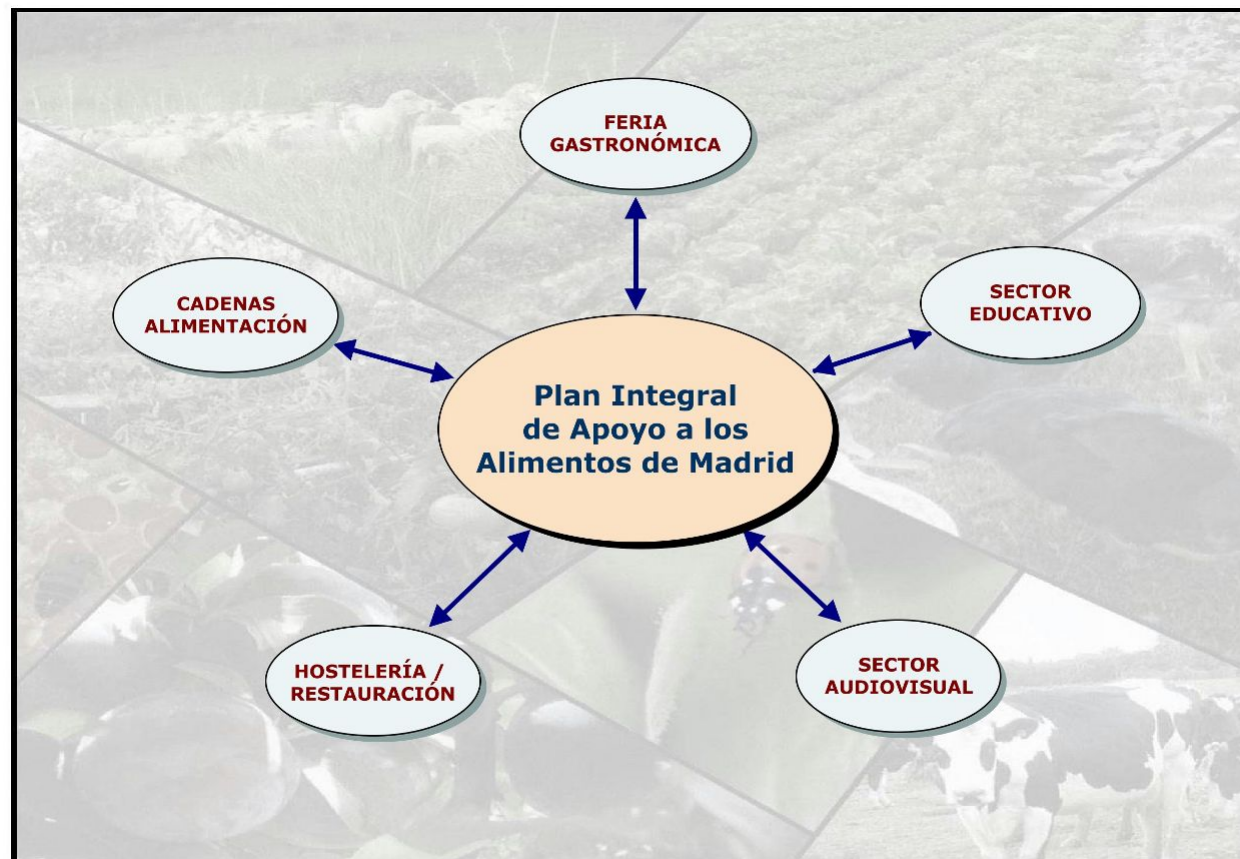 FERIA
GASTRONÓMICA
CADENAS
ALIMENTACIÓN
SECTOR
EDUCATIVO
Plan Integral
de Apoyo a los
Alimentos de Madrid
HOSTELERÍA /
RESTAURACIÓN
SECTOR
AUDIOVISUAL